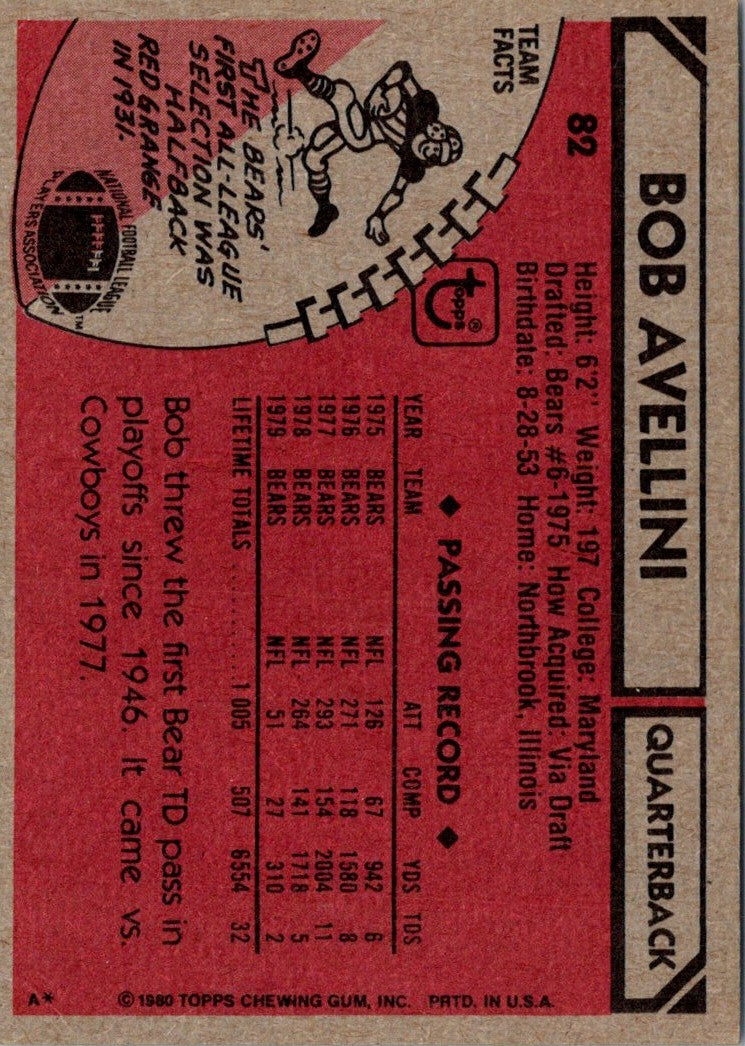 BOB AVELLINI
QUARTERBACK
82
Height: 6'2" Weight: 197 College: Maryland
Drafted: Bears #6-1975 How Acquired: Via Draft
Birthdate: 8-28-53 Home: Northbrook, Illinois
TEAM
FACTS
THE BEARS'
FIRST ALL-LEAGUE
SELECTION WAS
HALFBACK
RED GRANGE
IN 1931.
NATIONAL FOOTBALL LEAGUE
PLAYERS ASSOCIATION
TM
topps®
◆ PASSING RECORD ◆
YEAR TEAM ATT COMP YDS TDS
1975 BEARS NFL 126 67 942 6
1976 BEARS NFL 271 118 1580 8
1977 BEARS NFL 293 154 2004 11
1978 BEARS NFL 264 141 1718 5
1979 BEARS NFL 51 27 310 2
LIFETIME TOTALS .......... 1005 507 6554 32
Bob threw the first Bear TD pass in
playoffs since 1946. It came vs.
Cowboys in 1977.
A* © 1980 TOPPS CHEWING GUM, INC. PRTD. IN U.S.A.